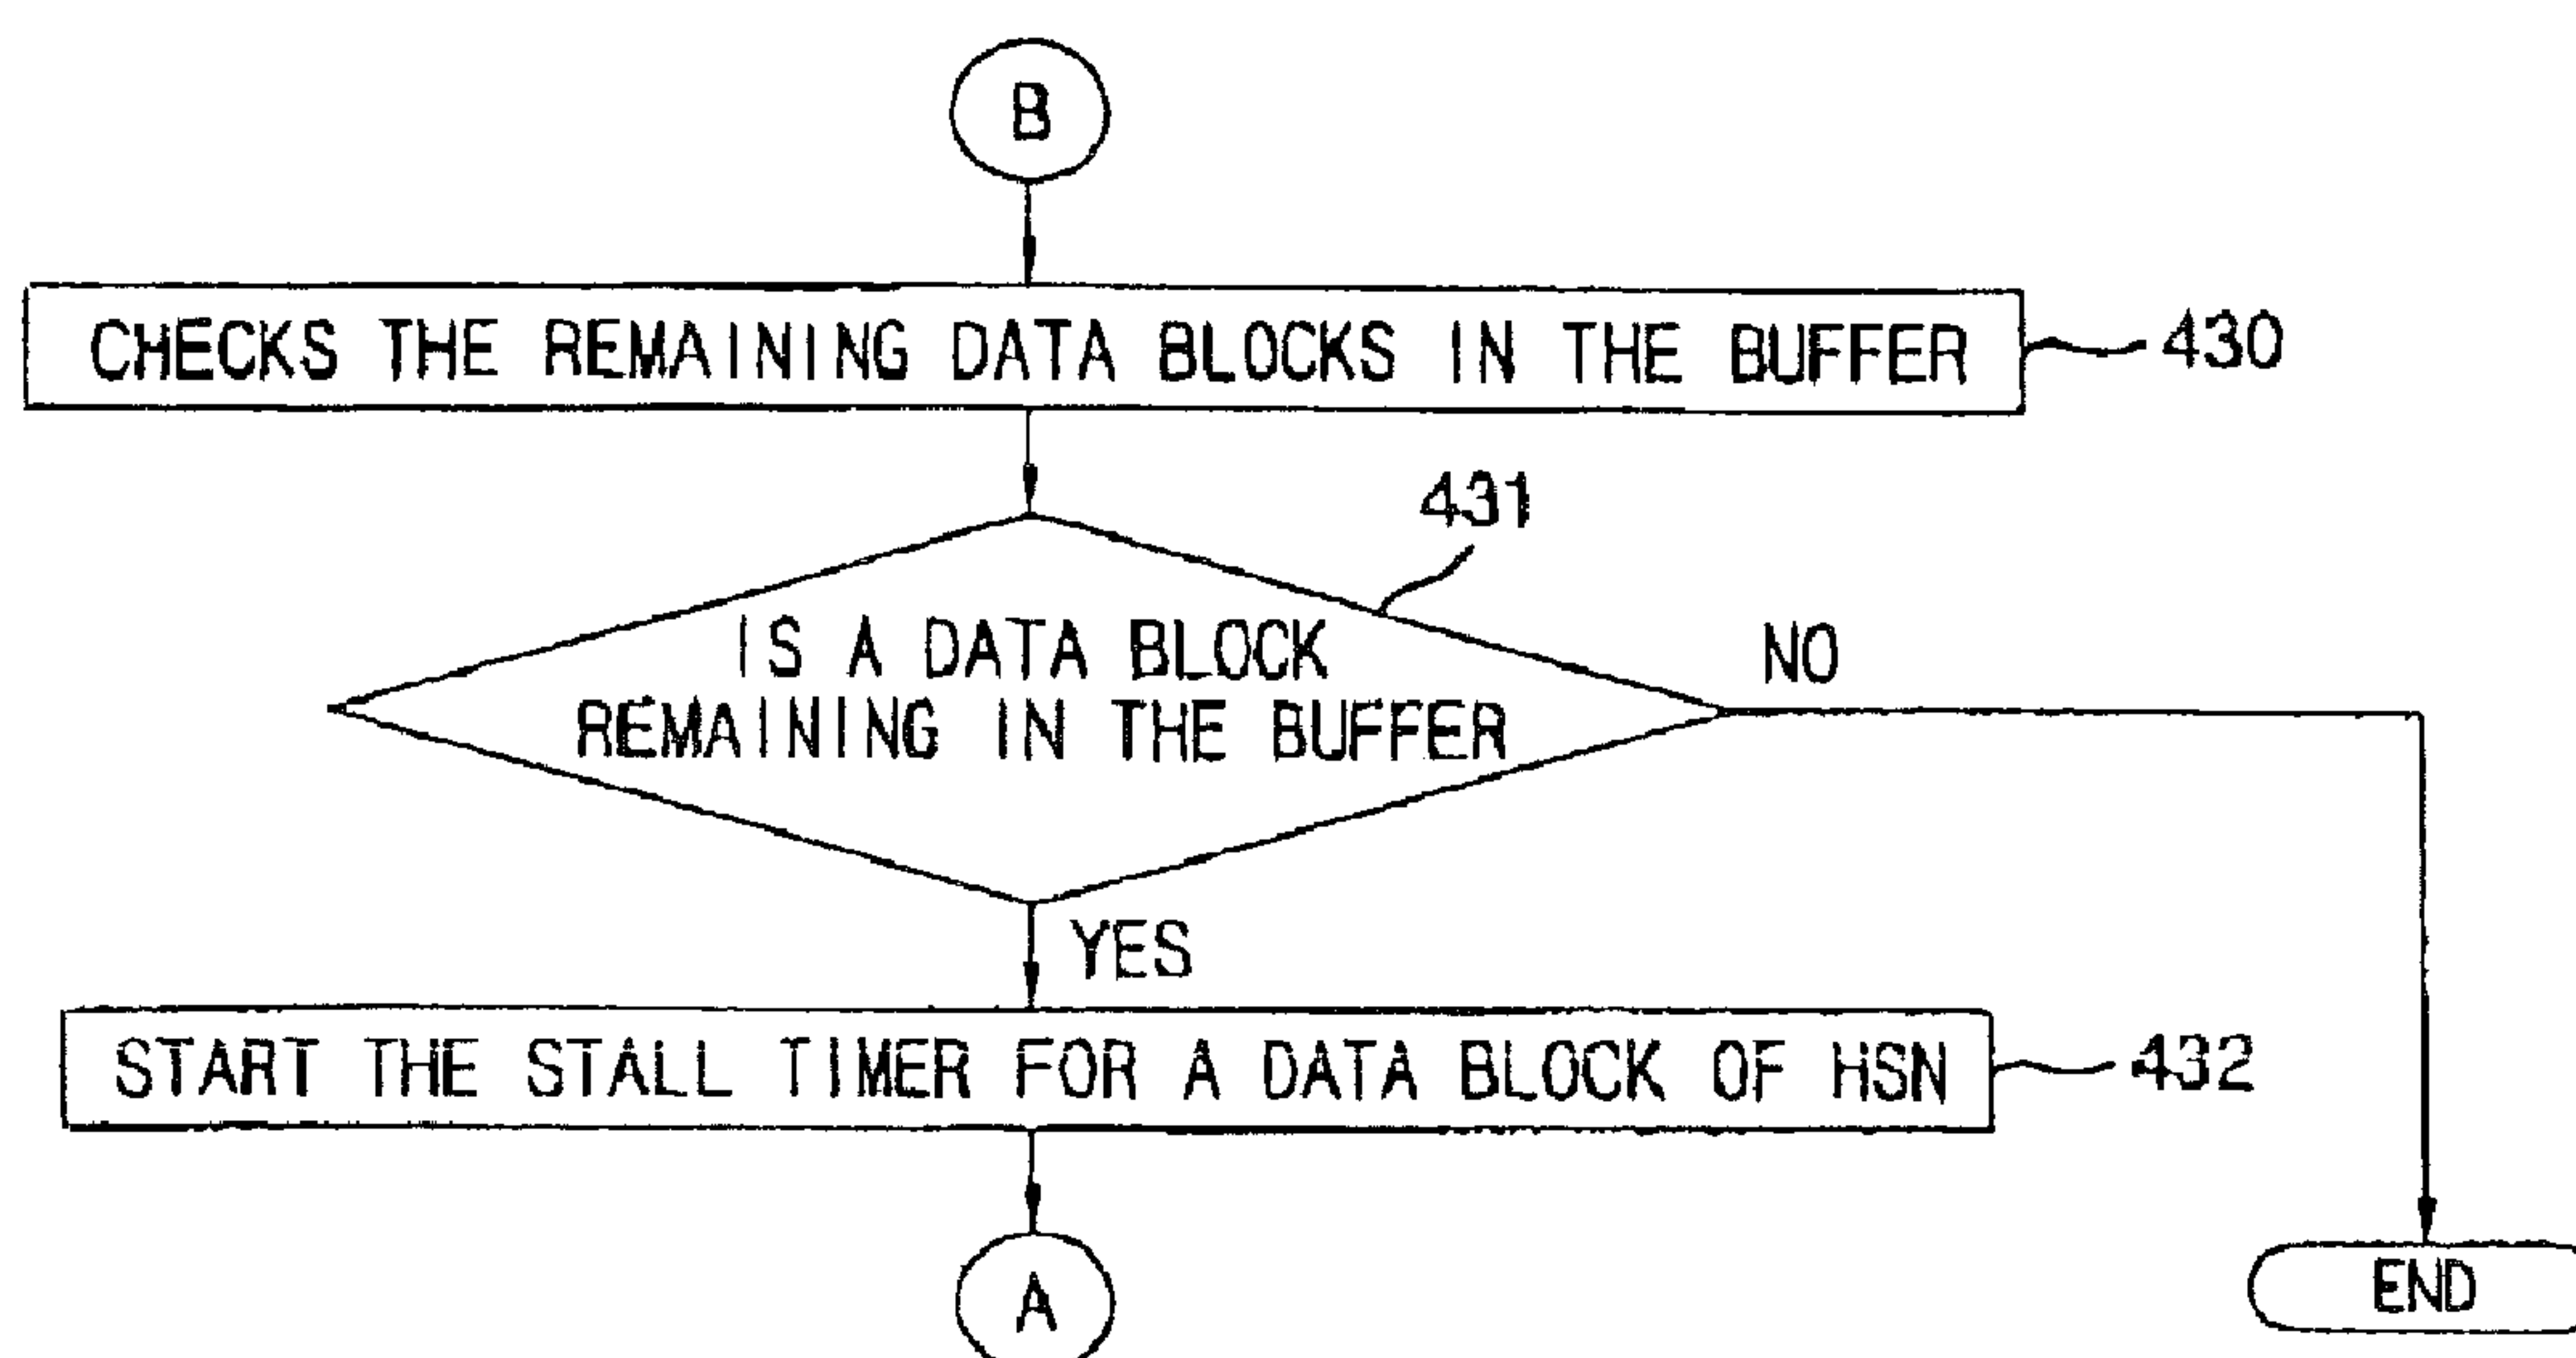 B
CHECKS THE REMAINING DATA BLOCKS IN THE BUFFER
430
431
IS A DATA BLOCK
REMAINING IN THE BUFFER
NO
YES
START THE STALL TIMER FOR A DATA BLOCK OF HSN
432
A
END